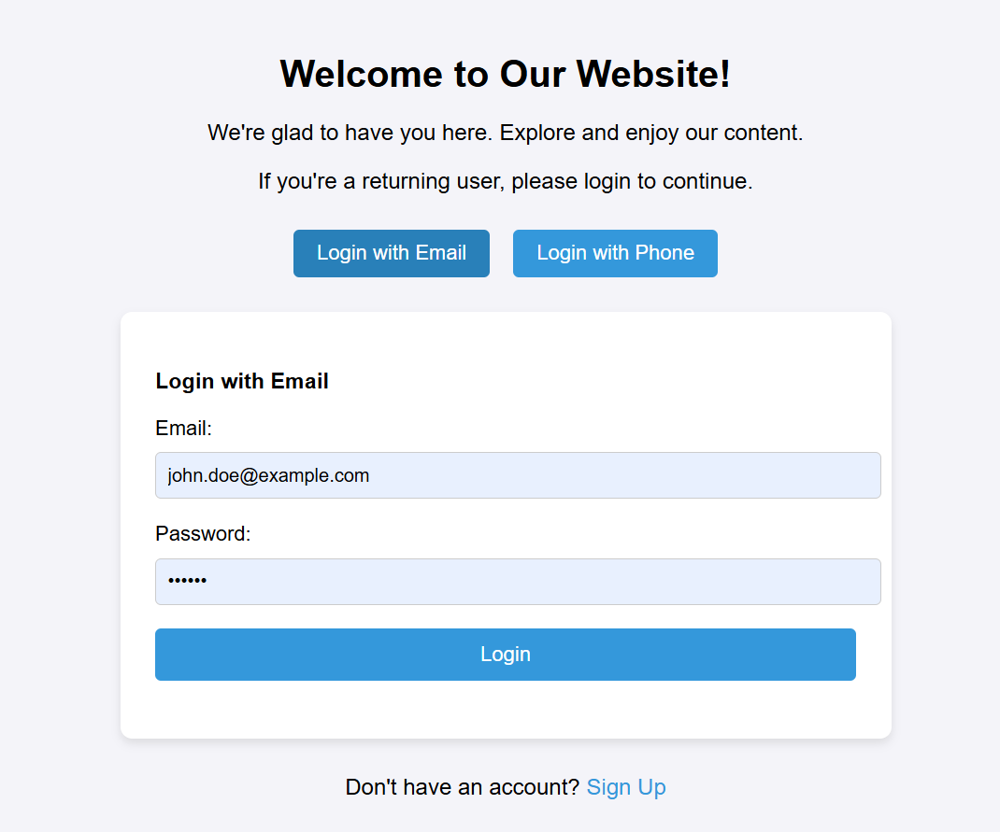 Welcome to Our Website!
We're glad to have you here. Explore and enjoy our content.
If you're a returning user, please login to continue.
Login with Email
Login with Phone
Login with Email
Email:
john.doe@example.com
Password:
••••••
Login
Don't have an account? Sign Up